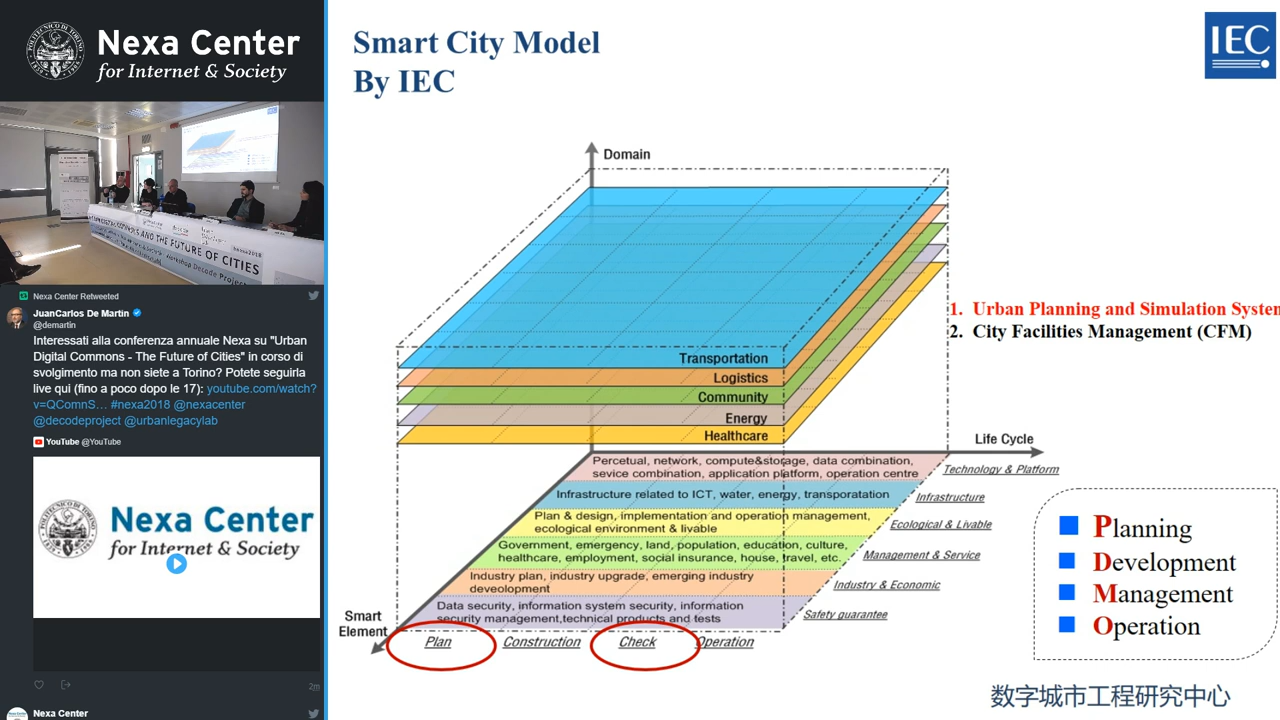 Nexa Center
for Internet & Society
DIGITAL COMMONS AND THE FUTURE OF CITIES
Nexa Center Retweeted
JuanCarlos De Martin
@demartin
Interessati alla conferenza annuale Nexa su "Urban
Digital Commons - The Future of Cities" in corso di
svolgimento ma non siete a Torino? Potete seguirla
live qui (fino a poco dopo le 17): youtube.com/watch?
v=QComnS… #nexa2018 @nexacenter
@decodeproject @urbanlegacylab
YouTube @YouTube
Nexa Center
for Internet & Society
2m
Nexa Center
Smart City Model
By IEC
IEC
Domain
Transportation
Logistics
Community
Energy
Healthcare
1. Urban Planning and Simulation System
2. City Facilities Management (CFM)
Life Cycle
Percetual, network, compute&storage, data combination,
sevice combination, application platform, operation centre
Technology & Platform
Infrastructure related to ICT, water, energy, transporatation
Infrastructure
Plan & design, implementation and operation management,
ecological environment & livable
Ecological & Livable
Government, emergency, land, population, education, culture,
healthcare, employment, social insurance, house, travel, etc.
Management & Service
Industry plan, industry upgrade, emerging industry
deveolopment
Industry & Economic
Data security, information system security, information
security management,technical products and tests
Safety guarantee
Smart
Element
Plan Construction Check Operation
Planning
Development
Management
Operation
数字城市工程研究中心